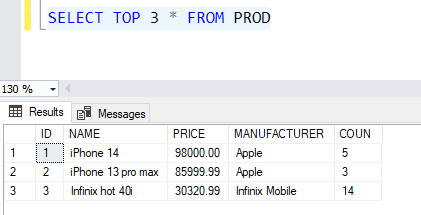 SELECT TOP 3 * FROM PROD
130 %
Results Messages
ID NAME PRICE MANUFACTURER COUN
1 1 iPhone 14 98000.00 Apple 5
2 2 iPhone 13 pro max 85999.99 Apple 3
3 3 Infinix hot 40i 30320.99 Infinix Mobile 14